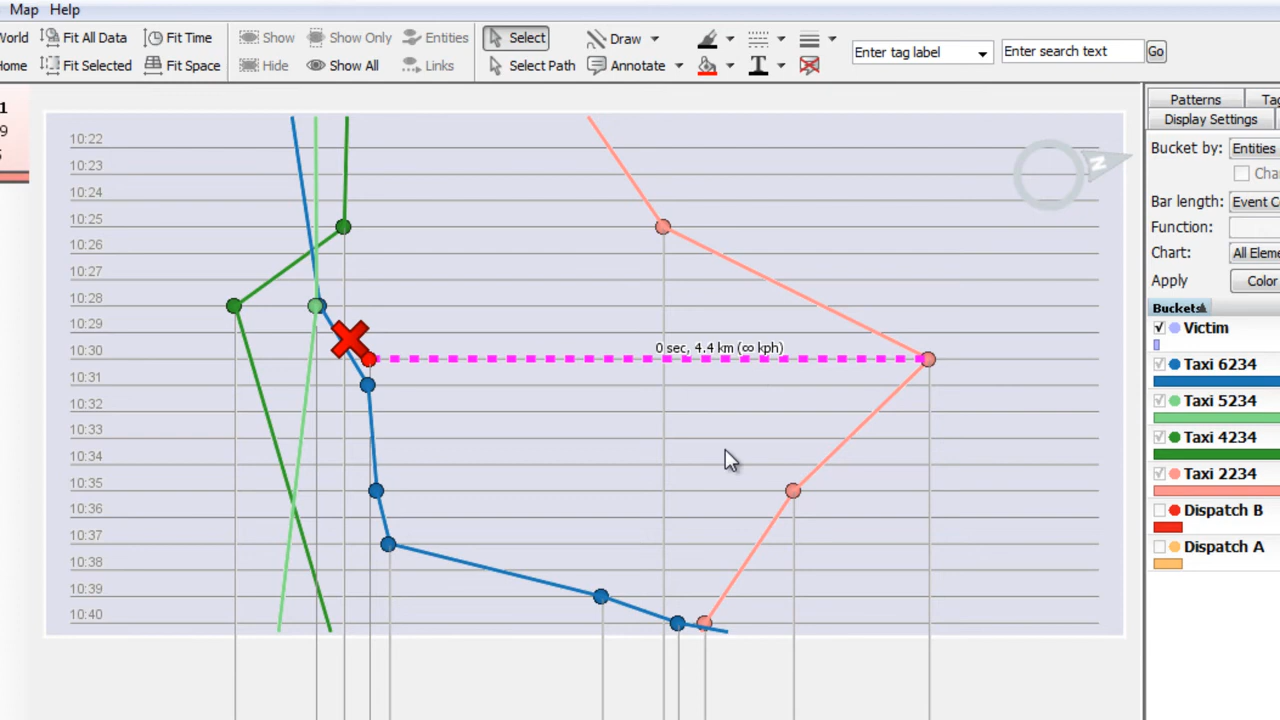 Map Help
World Fit All Data Fit Time Show Show Only Entities Select Draw Enter tag label Enter search text Go
Home Fit Selected Fit Space Hide Show All Links Select Path Annotate T
1
9
Patterns Tag
Display Settings
Bucket by: Entities
Cha
Bar length: Event C
Function:
Chart: All Eleme
Apply Color
Buckets
Victim
Taxi 6234
Taxi 5234
Taxi 4234
Taxi 2234
Dispatch B
Dispatch A
N
10:22
10:23
10:24
10:25
10:26
10:27
10:28
10:29
10:30
0 sec, 4.4 km (∞ kph)
10:31
10:32
10:33
10:34
10:35
10:36
10:37
10:38
10:39
10:40